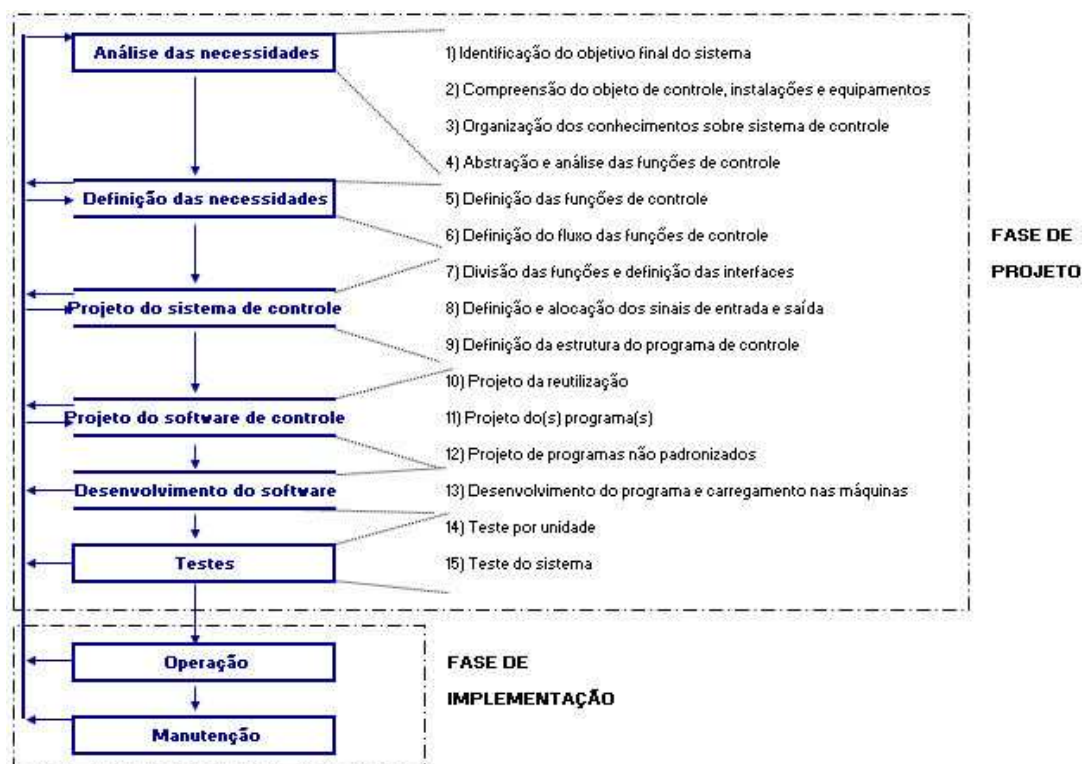 Análise das necessidades
1) Identificação do objetivo final do sistema
2) Compreensão do objeto de controle, instalações e equipamentos
3) Organização dos conhecimentos sobre sistema de controle
4) Abstração e análise das funções de controle
Definição das necessidades
5) Definição das funções de controle
6) Definição do fluxo das funções de controle
7) Divisão das funções e definição das interfaces
Projeto do sistema de controle
8) Definição e alocação dos sinais de entrada e saída
9) Definição da estrutura do programa de controle
10) Projeto da reutilização
Projeto do software de controle
11) Projeto do(s) programa(s)
12) Projeto de programas não padronizados
Desenvolvimento do software
13) Desenvolvimento do programa e carregamento nas máquinas
14) Teste por unidade
Testes
15) Teste do sistema
FASE DE
PROJETO
Operação
Manutenção
FASE DE
IMPLEMENTAÇÃO